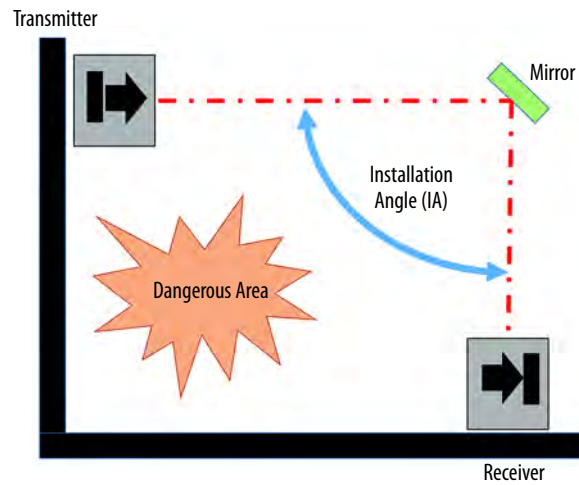 Transmitter
Mirror
Installation
Angle (IA)
Dangerous Area
Receiver